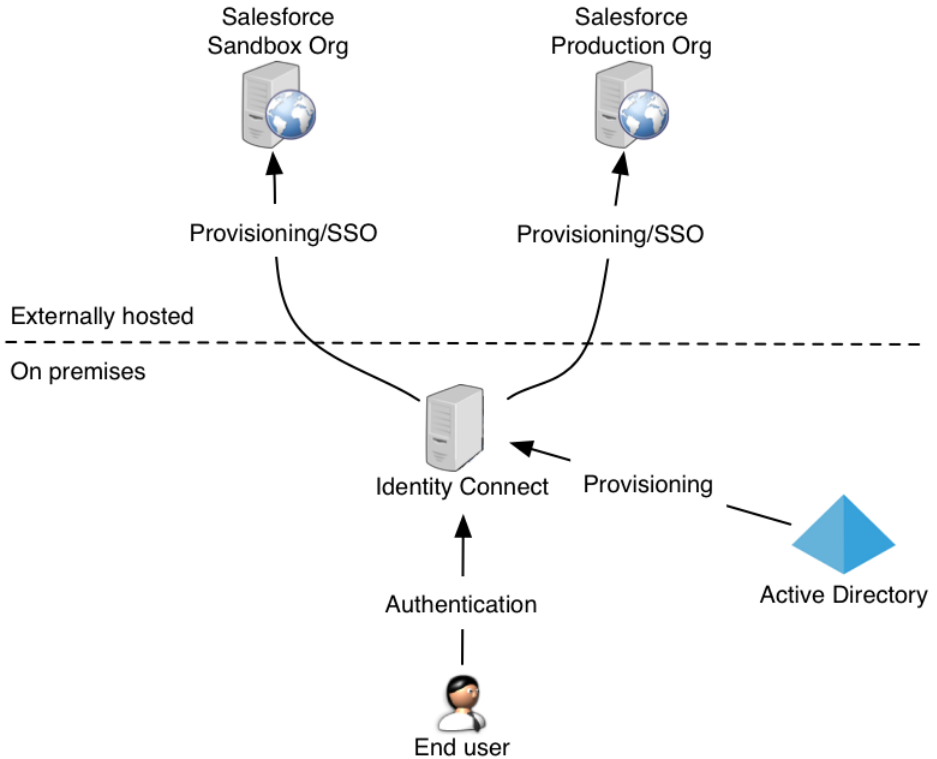 Salesforce
Sandbox Org
Salesforce
Production Org
Provisioning/SSO
Provisioning/SSO
Externally hosted
On premises
Identity Connect
Provisioning
Active Directory
Authentication
End user